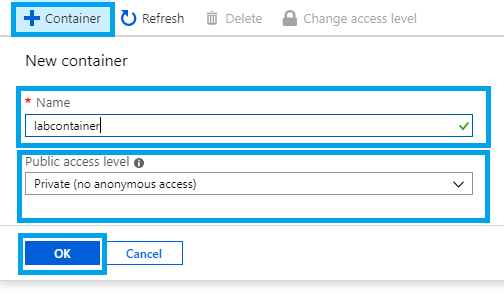 + Container Refresh Delete Change access level
New container
* Name
labcontainer
Public access level
Private (no anonymous access)
OK Cancel